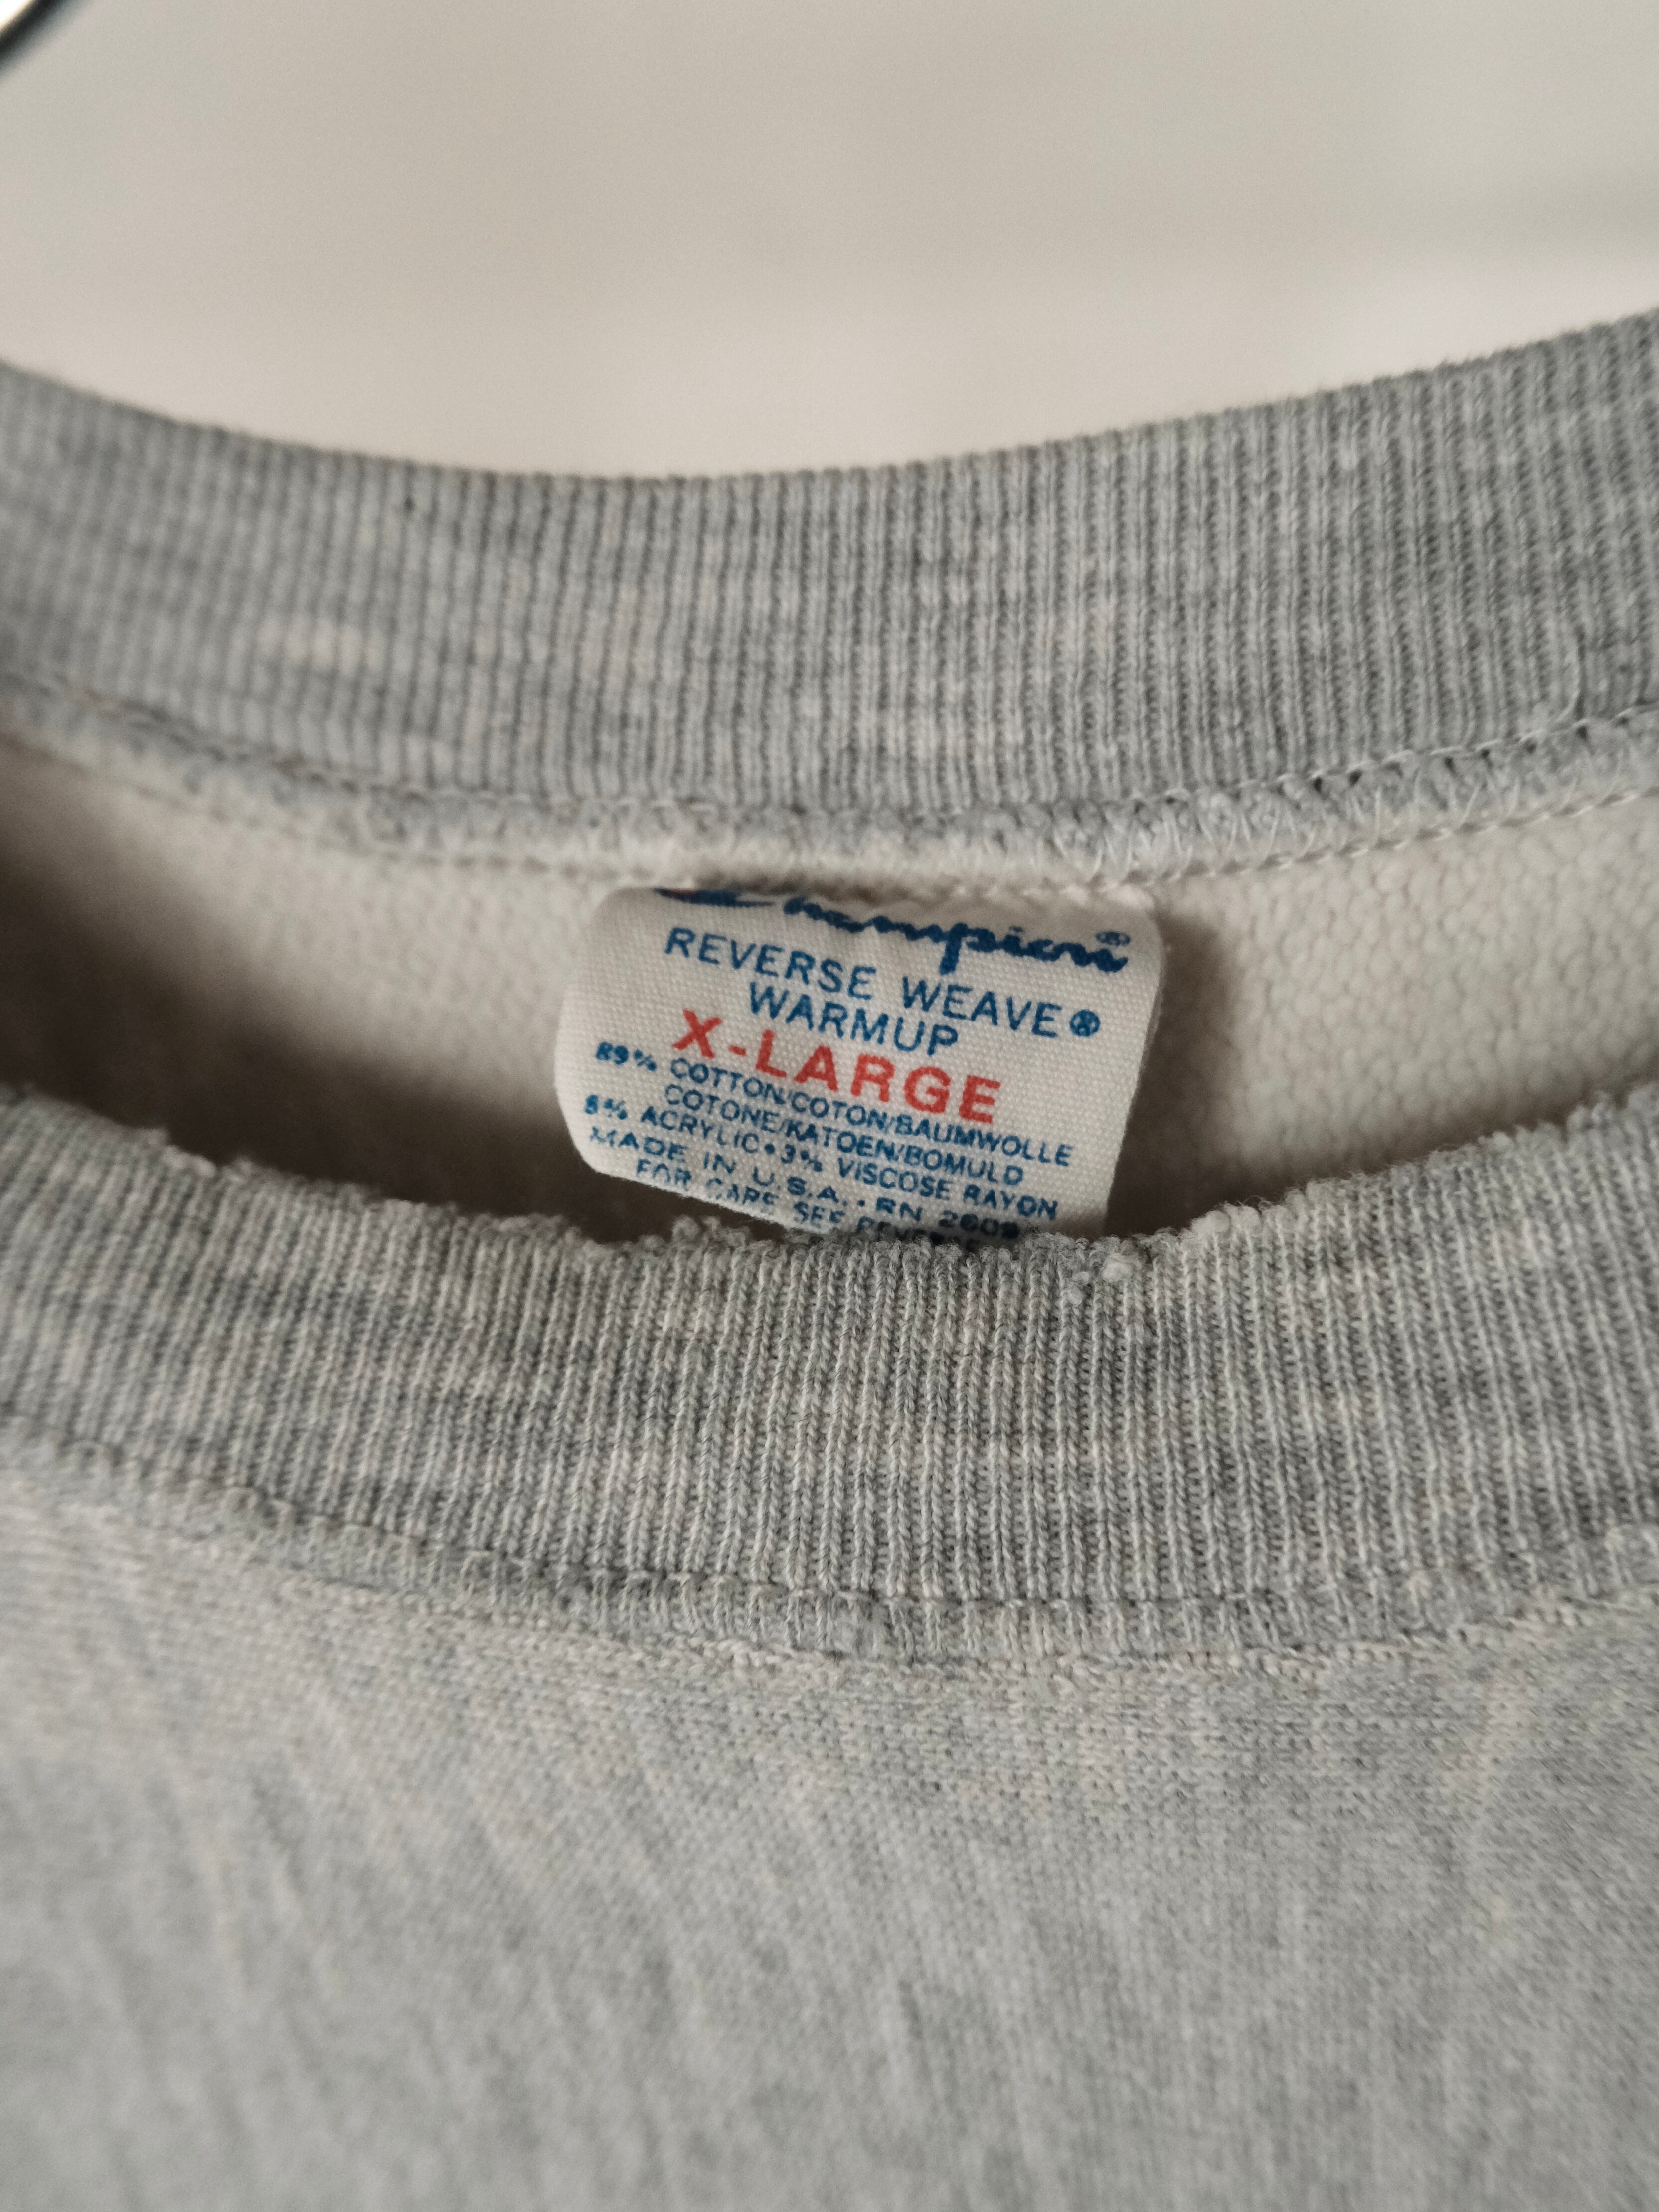 Champion®
REVERSE WEAVE®
WARMUP
X-LARGE
89% COTTON/COTON/BAUMWOLLE
COTONE/KATOEN/BOMULD
8% ACRYLIC•3% VISCOSE RAYON
MADE IN U.S.A. • RN 26094
FOR CARE SEE